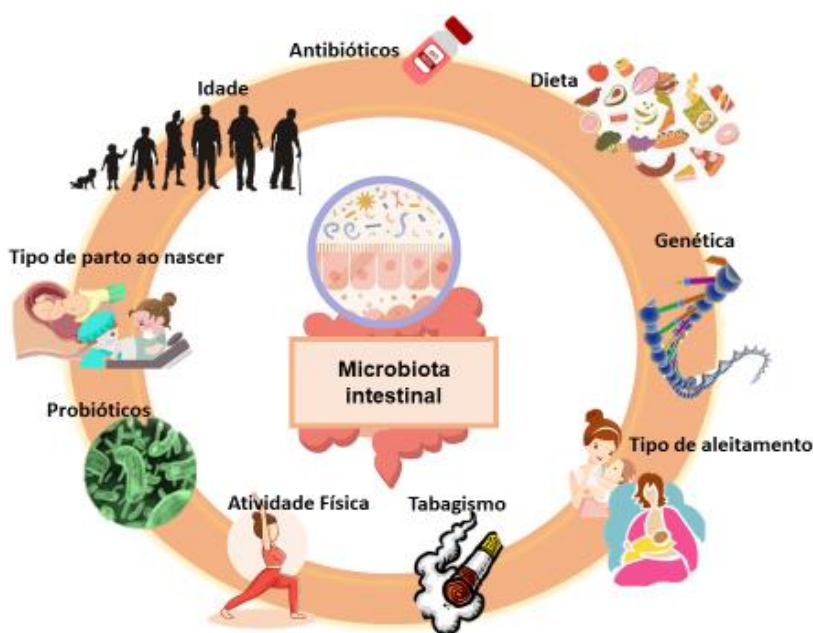 Antibióticos
Dieta
Idade
Genética
Tipo de parto ao nascer
Microbiota
intestinal
Probióticos
Tipo de aleitamento
Atividade Física
Tabagismo